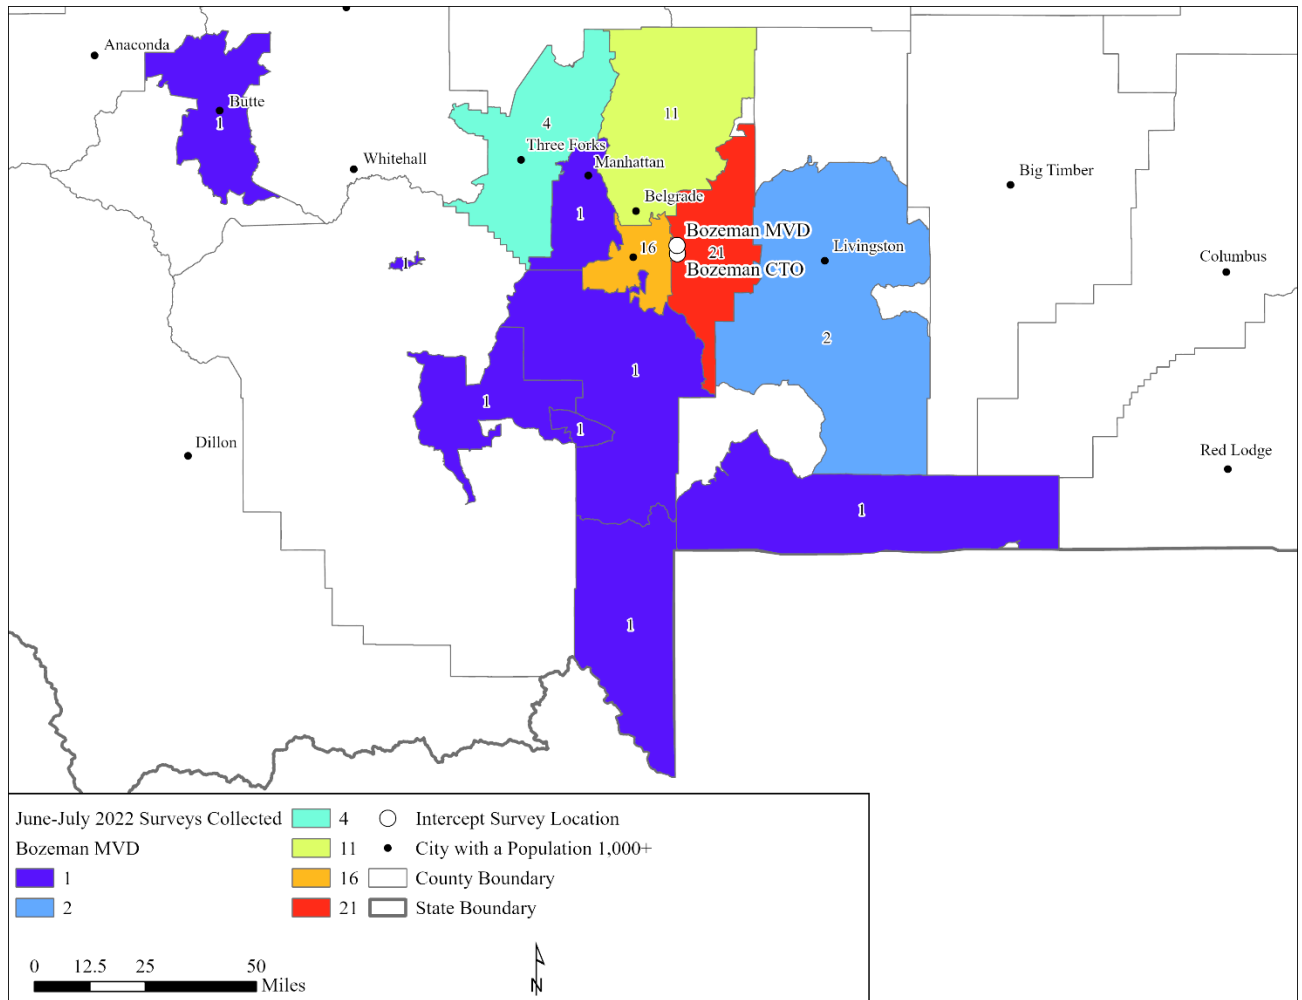 Anaconda
Butte
1
Whitehall
4
Three Forks
11
Manhattan
Belgrade
1
16
Bozeman MVD
21
Bozeman CTO
Livingston
Big Timber
Columbus
1
2
1
1
1
Dillon
Red Lodge
1
1
June-July 2022 Surveys Collected
Bozeman MVD
1
2
4
11
16
21
Intercept Survey Location
City with a Population 1,000+
County Boundary
State Boundary
0 12.5 25 50
Miles
N